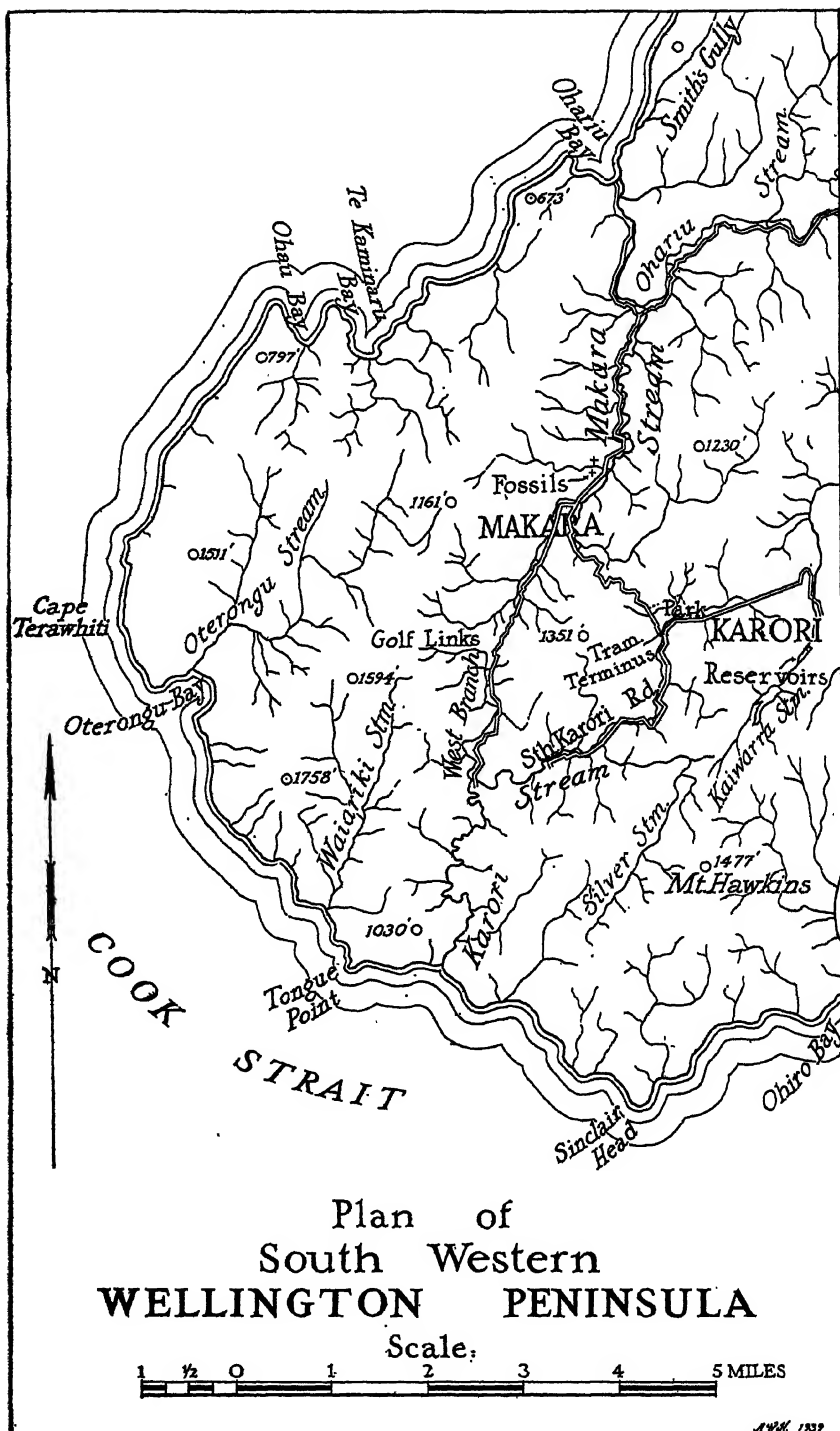 Smith's Gully
Ohariu
Bay
Stream
673'
Te Kaminaru
Bay
Ohau Bay
Ohariu
797'
Makara
Stream
1230'
Fossils
1161'
MAKARA
Oterongu Stream
1511'
Cape
Terawhiti
Park
KARORI
Golf Links
1351
Tram.
Terminus
1594'
Reservoirs
Oterongu Bay
West Branch
Sth. Karori Rd.
Stream
Kaiwarra Stm.
1758'
Waiariki Stm.
Silver Stm.
1477'
Mt. Hawkins
1030'
Karori
N
COOK STRAIT
Tongue
Point
Ohiro Bay
Sinclair
Head
Plan of
South Western
WELLINGTON PENINSULA
Scale:
1 ½ 0 1 2 3 4 5 MILES